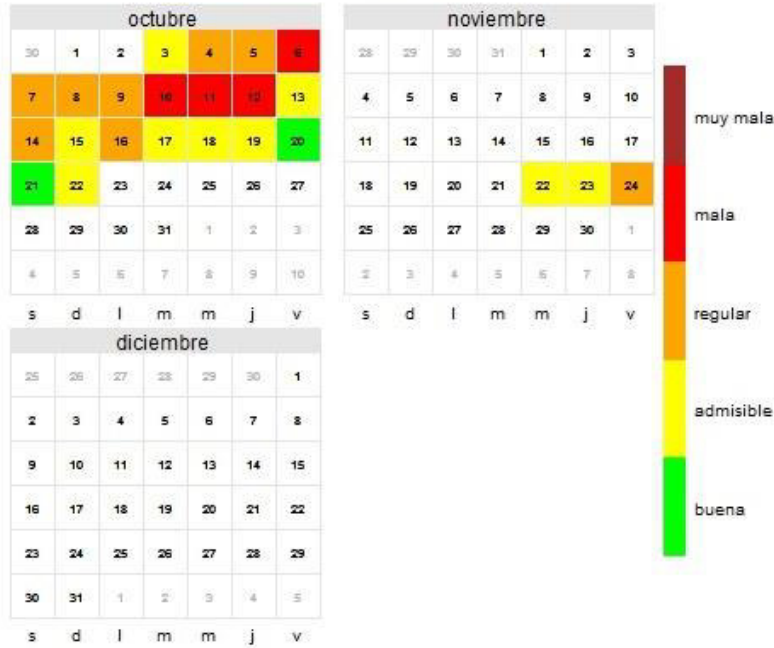 octubre
30 1 2 3 4 5 6
7 8 9 10 11 12 13
14 15 16 17 18 19 20
21 22 23 24 25 26 27
28 29 30 31 1 2 3
4 5 6 7 8 9 10
s d l m m j v
noviembre
28 29 30 31 1 2 3
4 5 6 7 8 9 10
11 12 13 14 15 16 17
18 19 20 21 22 23 24
25 26 27 28 29 30 1
2 3 4 5 6 7 8
s d l m m j v
diciembre
25 26 27 28 29 30 1
2 3 4 5 6 7 8
9 10 11 12 13 14 15
16 17 18 19 20 21 22
23 24 25 26 27 28 29
30 31 1 2 3 4 5
s d l m m j v
muy mala
mala
regular
admisible
buena